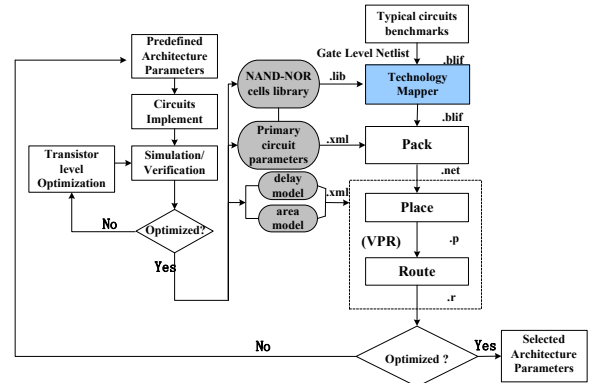 Predefined
Architecture
Parameters
Circuits
Implement
Simulation/
Verification
Transistor
level
Optimization
Optimized?
No
Yes
NAND-NOR
cells library
.lib
Primary
circuit
parameters
.xml
delay
model
area
model
.xml
Typical circuits
benchmarks
Gate Level Netlist
.blif
Technology
Mapper
.blif
Pack
.net
Place
(VPR)
.p
Route
.r
Optimized ?
No
Yes
Selected
Architecture
Parameters